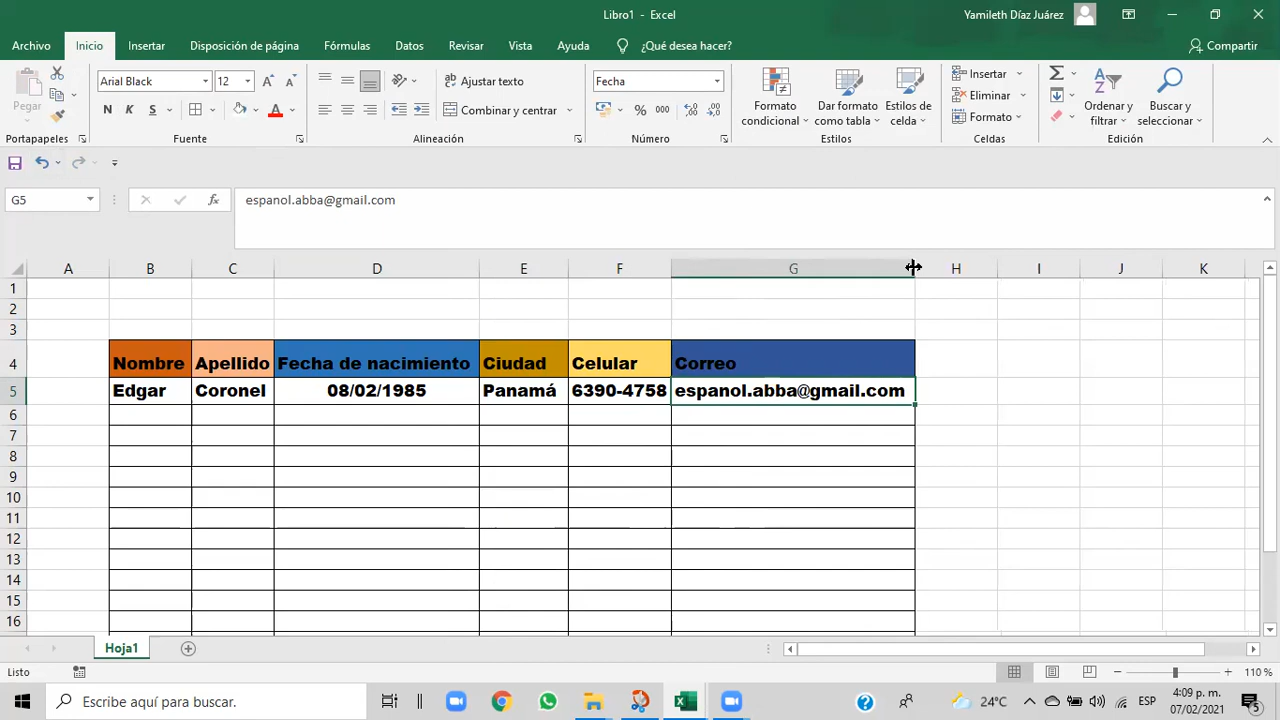 Libro1 - Excel
Yamileth Díaz Juárez
Archivo Inicio Insertar Disposición de página Fórmulas Datos Revisar Vista Ayuda ¿Qué desea hacer? Compartir
Pegar
Arial Black 12
N K S
Ajustar texto
Combinar y centrar
Fecha
% 000
Formato condicional
Dar formato como tabla
Estilos de celda
Insertar
Eliminar
Formato
Ordenar y filtrar
Buscar y seleccionar
Portapapeles Fuente Alineación Número Estilos Celdas Edición
G5 fx espanol.abba@gmail.com
A B C D E F G H I J K
1
2
3
4 Nombre Apellido Fecha de nacimiento Ciudad Celular Correo
5 Edgar Coronel 08/02/1985 Panamá 6390-4758 espanol.abba@gmail.com
6
7
8
9
10
11
12
13
14
15
16
Hoja1
Listo 110 %
Escribe aquí para buscar. 24°C ESP 4:09 p. m.
07/02/2021
5